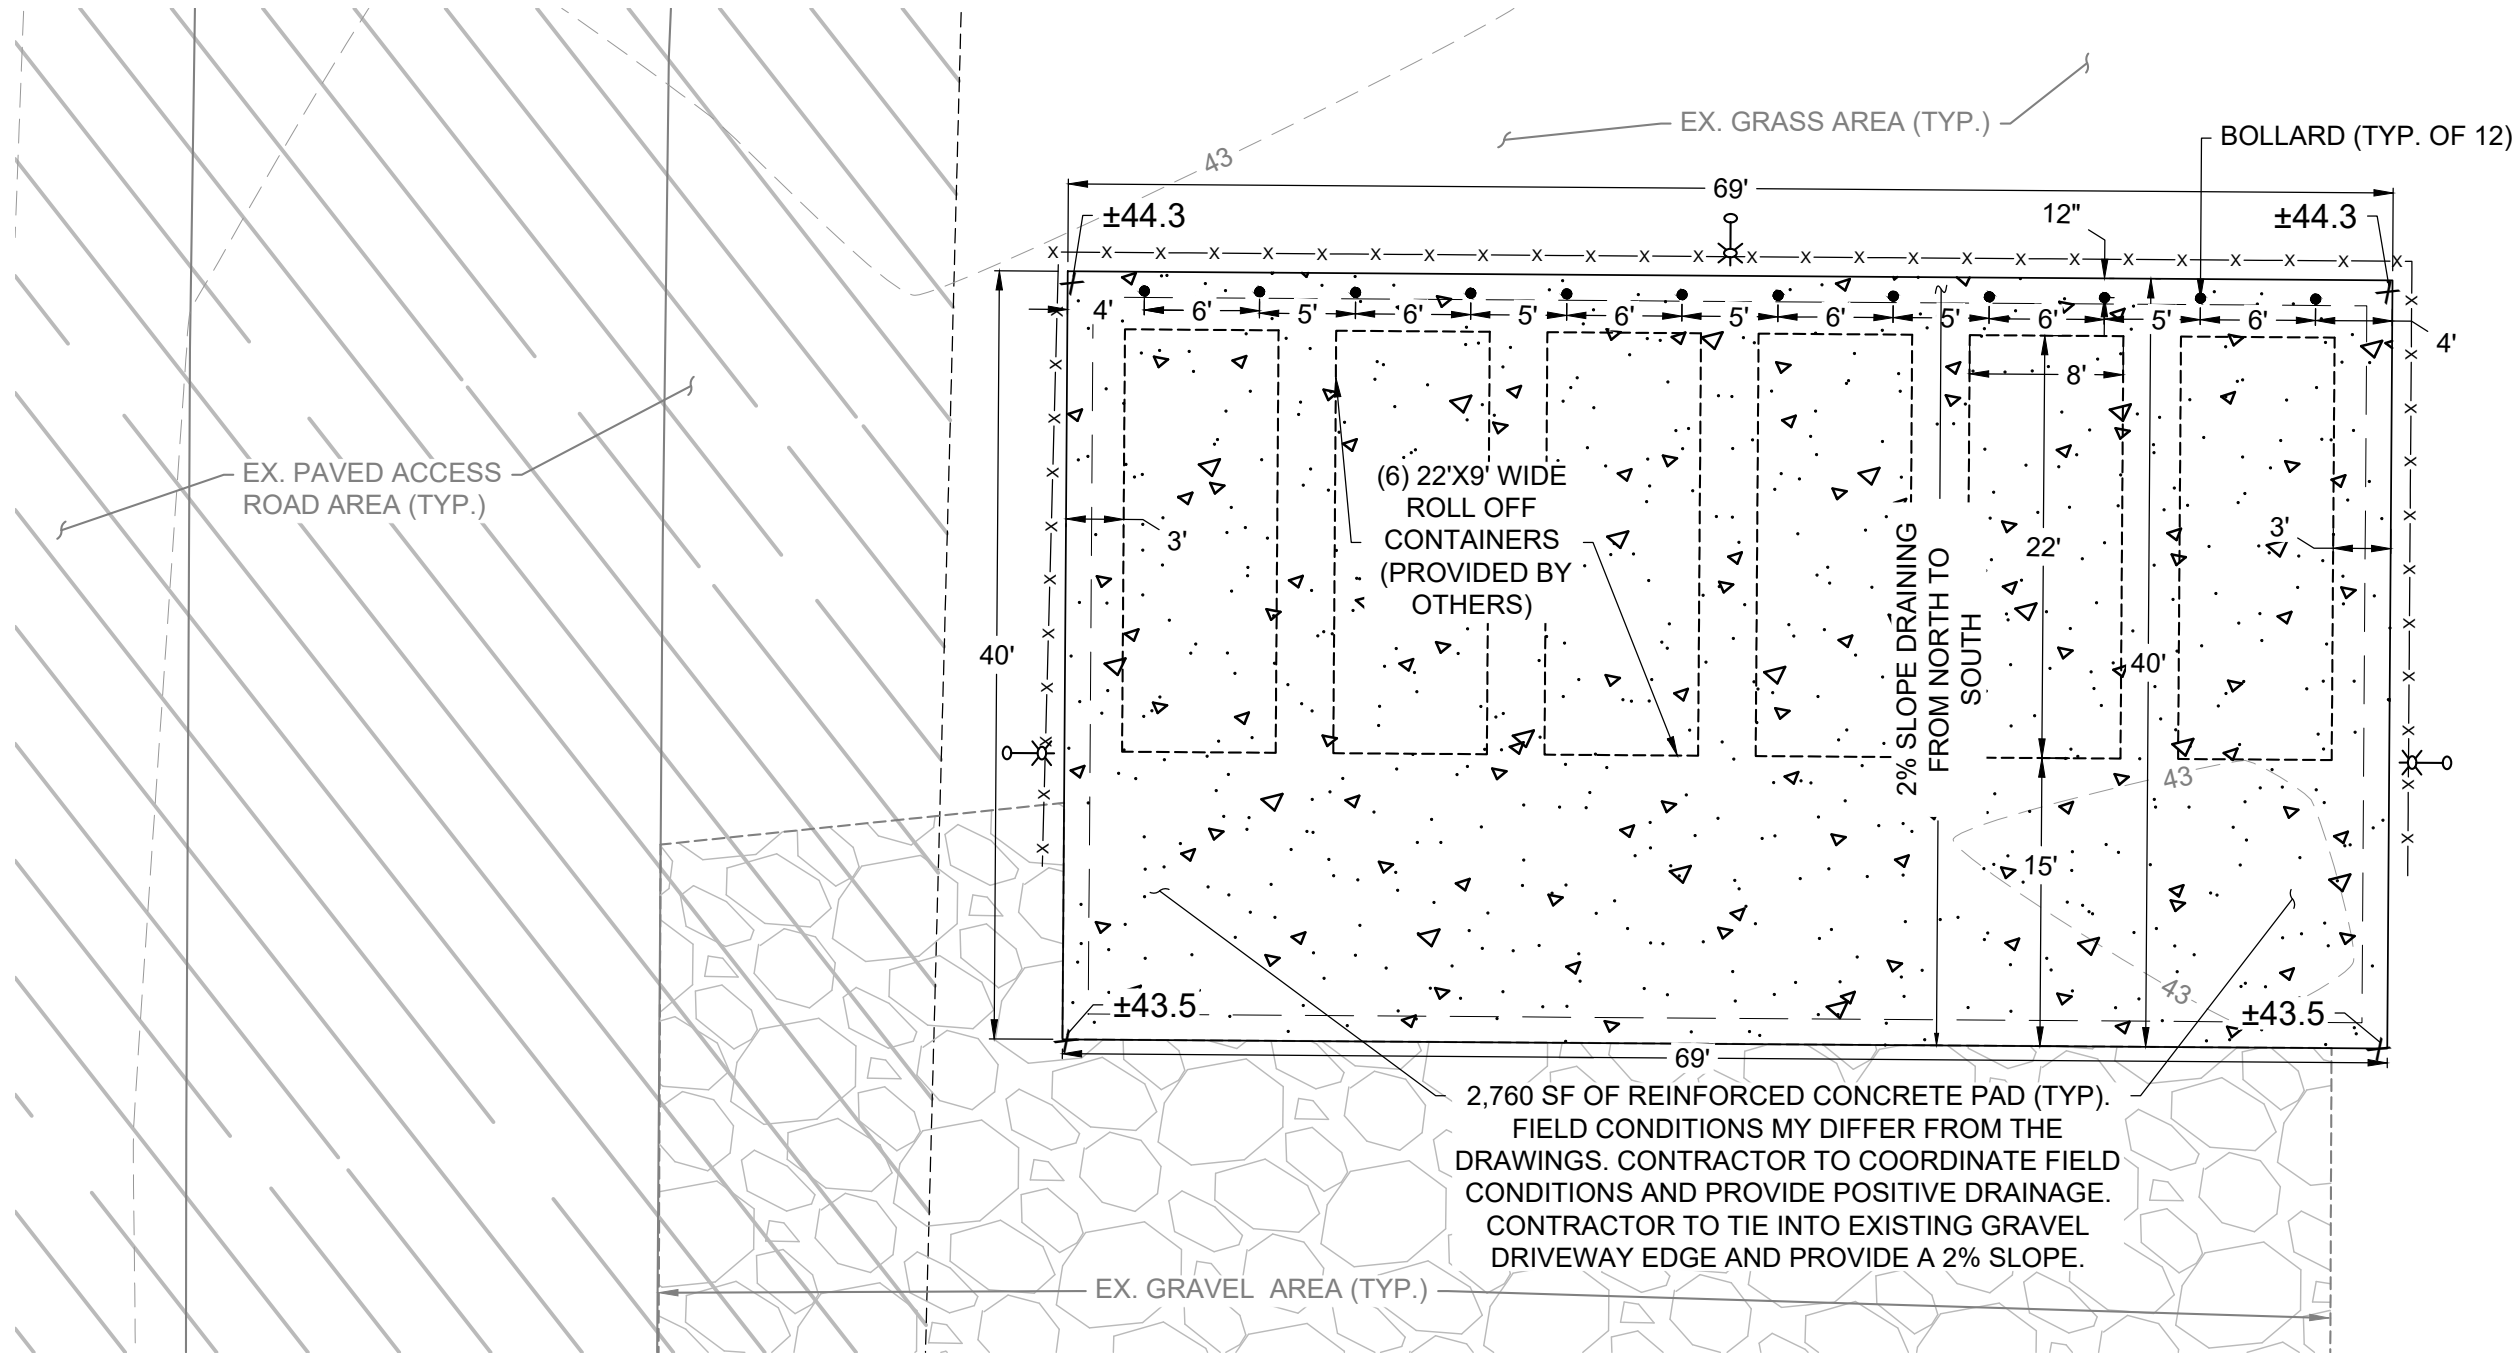 EX. GRASS AREA (TYP.)
BOLLARD (TYP. OF 12)
43
69'
±44.3
12"
±44.3
x x x x x x x x x x x x x x x x x x x x x x x x x x
4' 6' 5' 6' 5' 6' 5' 6' 5' 6' 5' 6' 4'
8'
EX. PAVED ACCESS
ROAD AREA (TYP.)
(6) 22'X9' WIDE
ROLL OFF
CONTAINERS
(PROVIDED BY
OTHERS)
3'
2% SLOPE DRAINING
FROM NORTH TO
SOUTH
22'
3'
40'
40'
43
15'
43
±43.5
±43.5
69'
2,760 SF OF REINFORCED CONCRETE PAD (TYP).
FIELD CONDITIONS MY DIFFER FROM THE
DRAWINGS. CONTRACTOR TO COORDINATE FIELD
CONDITIONS AND PROVIDE POSITIVE DRAINAGE.
CONTRACTOR TO TIE INTO EXISTING GRAVEL
DRIVEWAY EDGE AND PROVIDE A 2% SLOPE.
EX. GRAVEL AREA (TYP.)